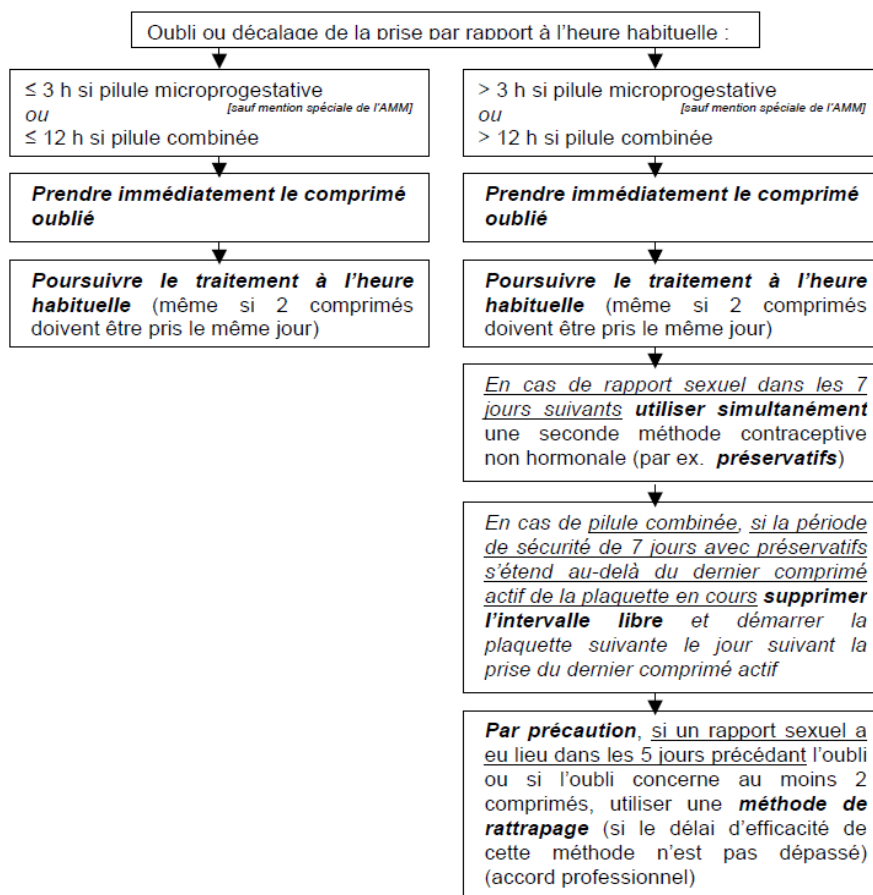 Oubli ou décalage de la prise par rapport à l'heure habituelle :
≤ 3 h si pilule microprogestative
[sauf mention spéciale de l'AMM]
ou
≤ 12 h si pilule combinée
Prendre immédiatement le comprimé
oublié
Poursuivre le traitement à l'heure
habituelle (même si 2 comprimés
doivent être pris le même jour)
> 3 h si pilule microprogestative
[sauf mention spéciale de l'AMM]
ou
> 12 h si pilule combinée
Prendre immédiatement le comprimé
oublié
Poursuivre le traitement à l'heure
habituelle (même si 2 comprimés
doivent être pris le même jour)
En cas de rapport sexuel dans les 7
jours suivants utiliser simultanément
une seconde méthode contraceptive
non hormonale (par ex. préservatifs)
En cas de pilule combinée, si la période
de sécurité de 7 jours avec préservatifs
s'étend au-delà du dernier comprimé
actif de la plaquette en cours supprimer
l'intervalle libre et démarrer la
plaquette suivante le jour suivant la
prise du dernier comprimé actif
Par précaution, si un rapport sexuel a
eu lieu dans les 5 jours précédant l'oubli
ou si l'oubli concerne au moins 2
comprimés, utiliser une méthode de
rattrapage (si le délai d'efficacité de
cette méthode n'est pas dépassé)
(accord professionnel)